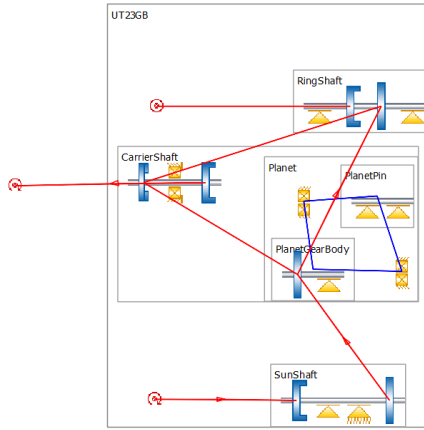 UT23GB
RingShaft
CarrierShaft
Planet
PlanetPin
PlanetGearBody
SunShaft